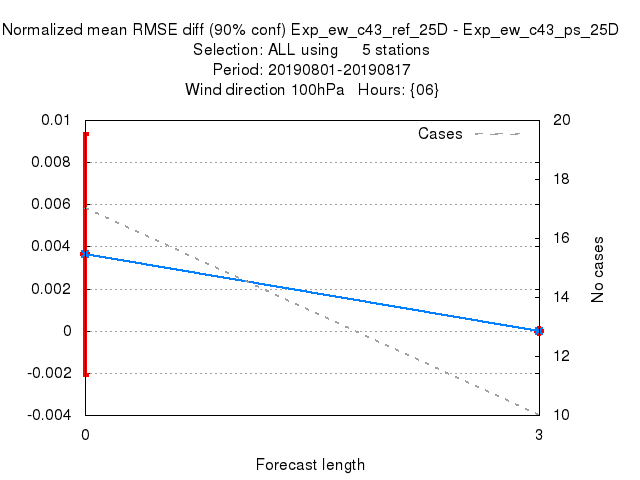 Normalized mean RMSE diff (90% conf) Exp_ew_c43_ref_25D - Exp_ew_c43_ps_25D
Selection: ALL using 5 stations
Period: 20190801-20190817
Wind direction 100hPa Hours: {06}
0.01
0.008
0.006
0.004
0.002
0
-0.002
-0.004
Cases
20
18
16
14
12
10
No cases
0
3
Forecast length